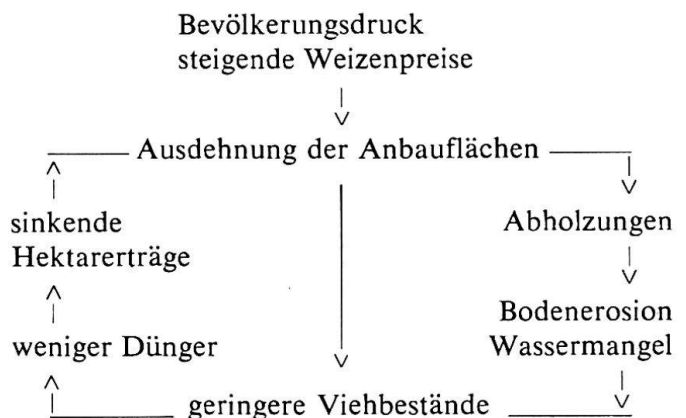 Bevölkerungsdruck
steigende Weizenpreise
Ausdehnung der Anbauflächen
sinkende
Hektarerträge
Abholzungen
weniger Dünger
Bodenerosion
Wassermangel
geringere Viehbestände